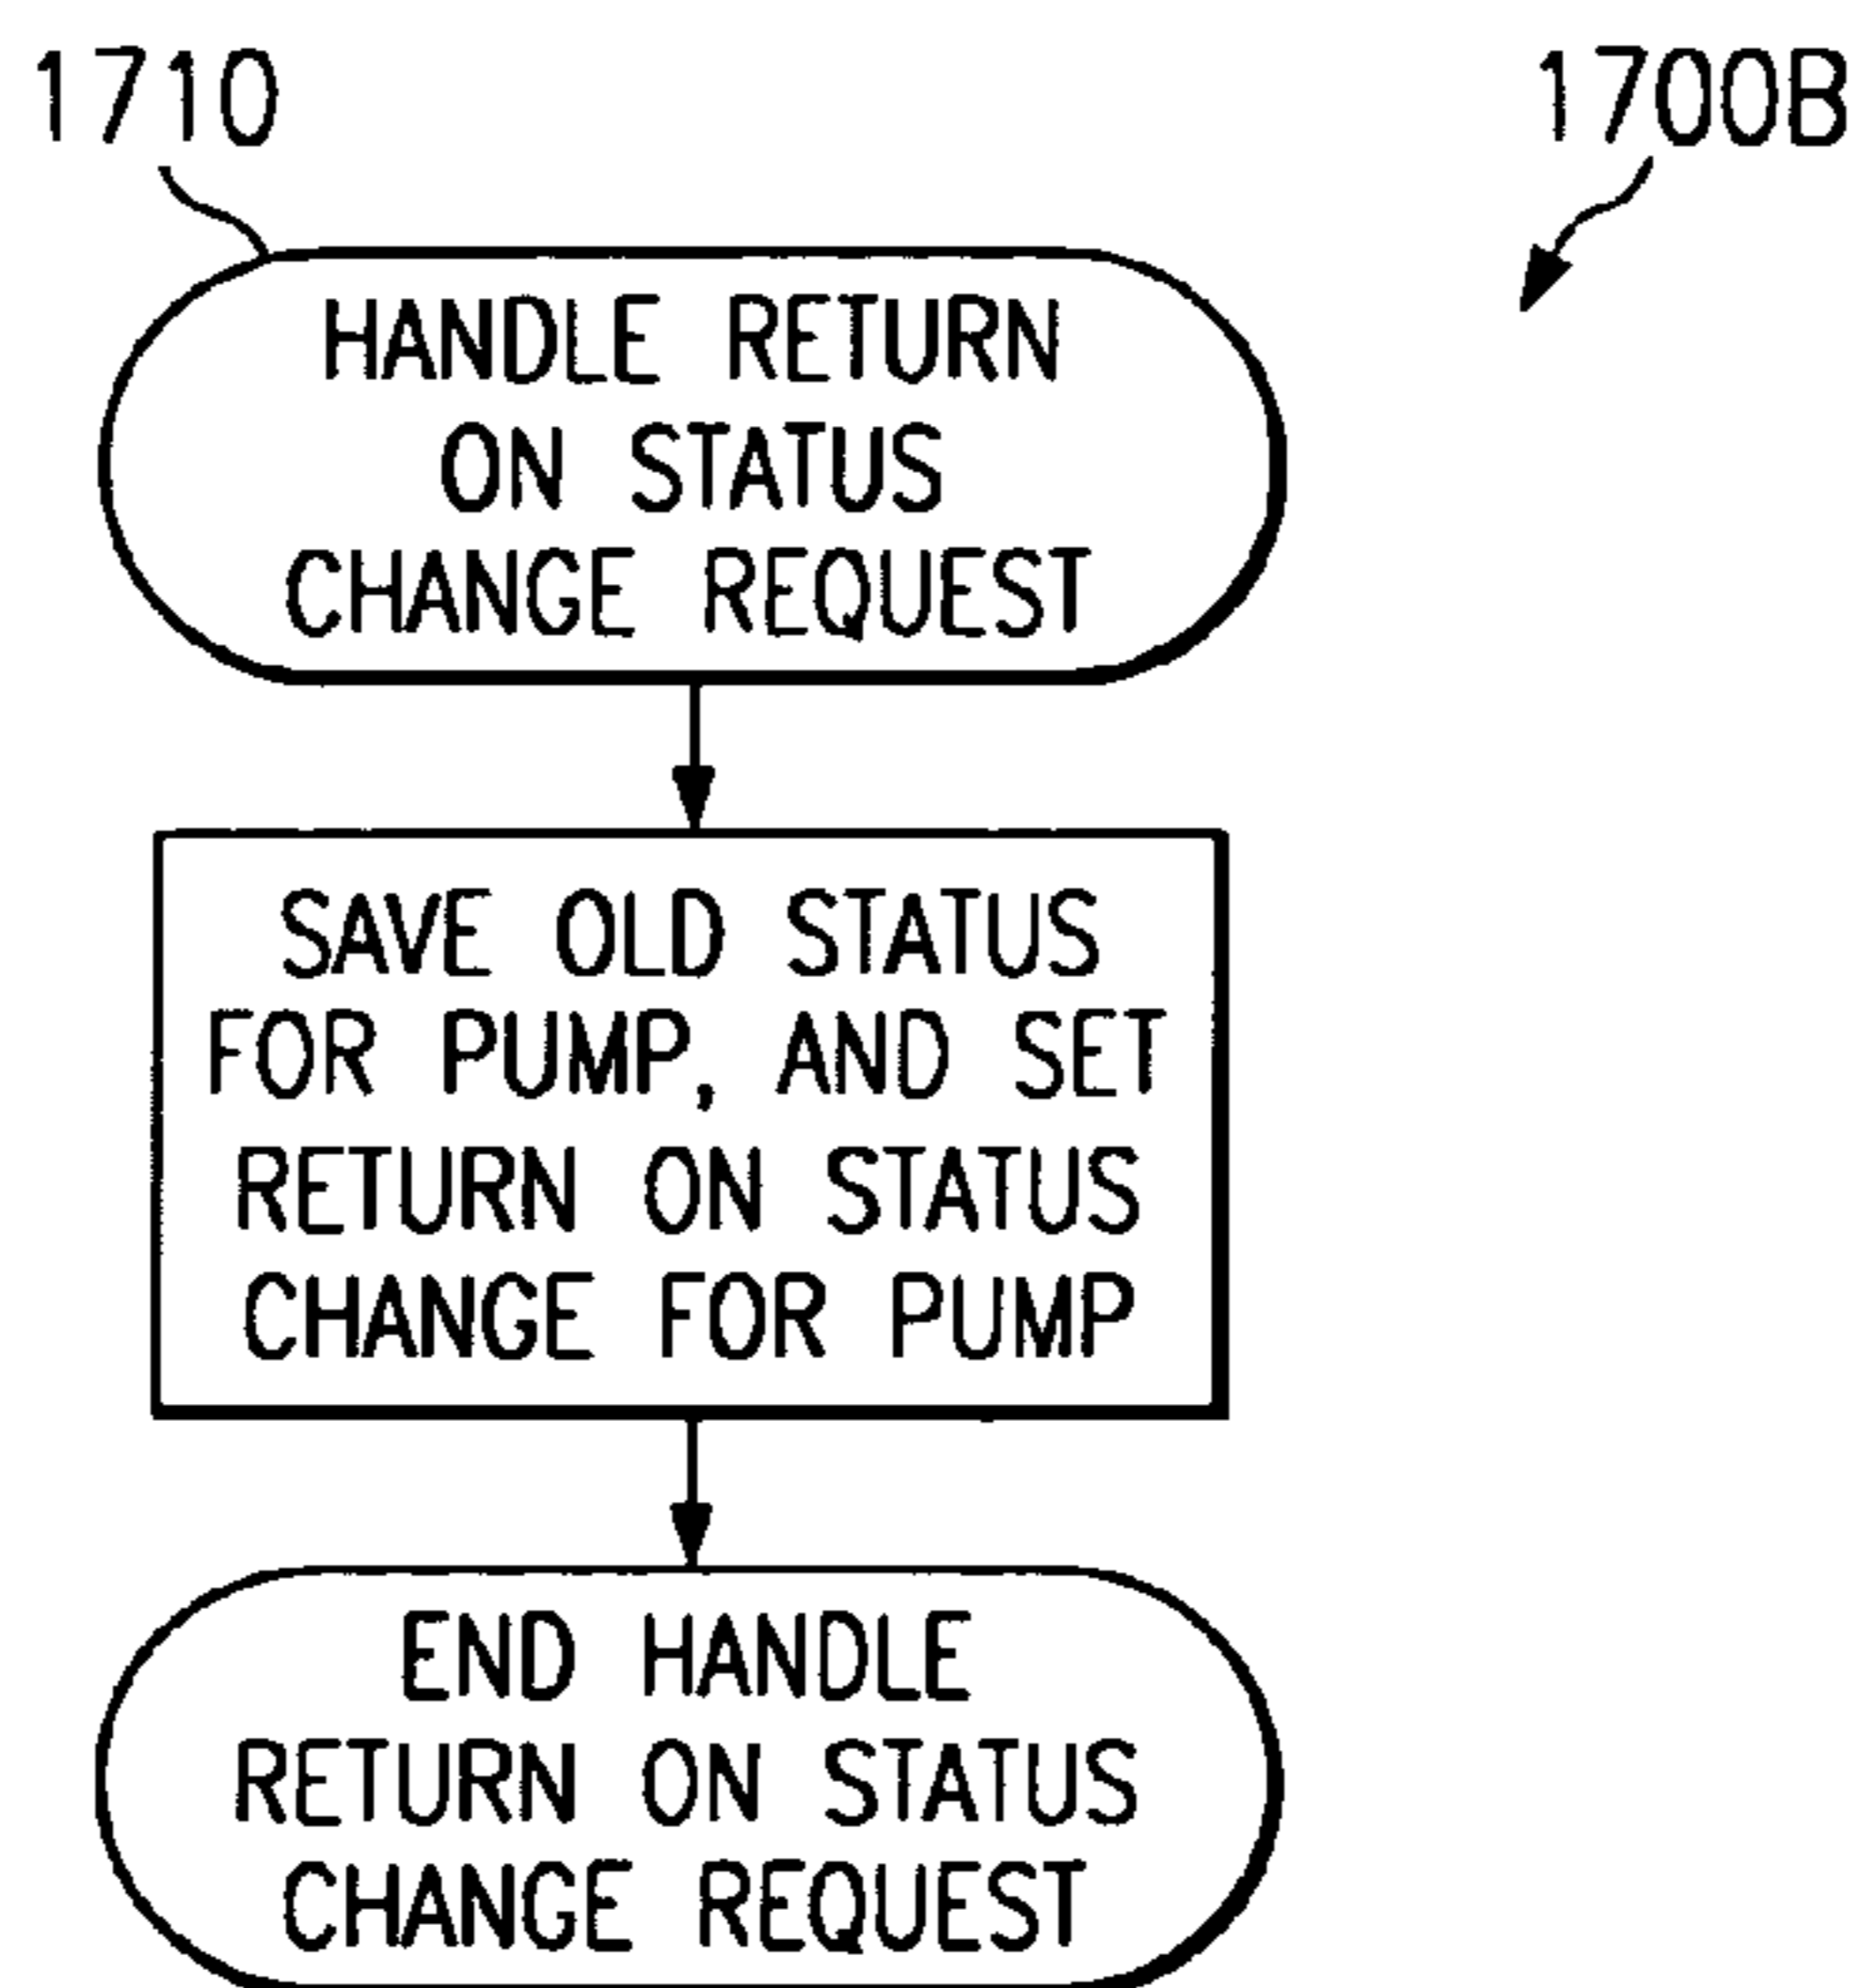 1710
1700B
HANDLE RETURN
ON STATUS
CHANGE REQUEST
SAVE OLD STATUS
FOR PUMP, AND SET
RETURN ON STATUS
CHANGE FOR PUMP
END HANDLE
RETURN ON STATUS
CHANGE REQUEST